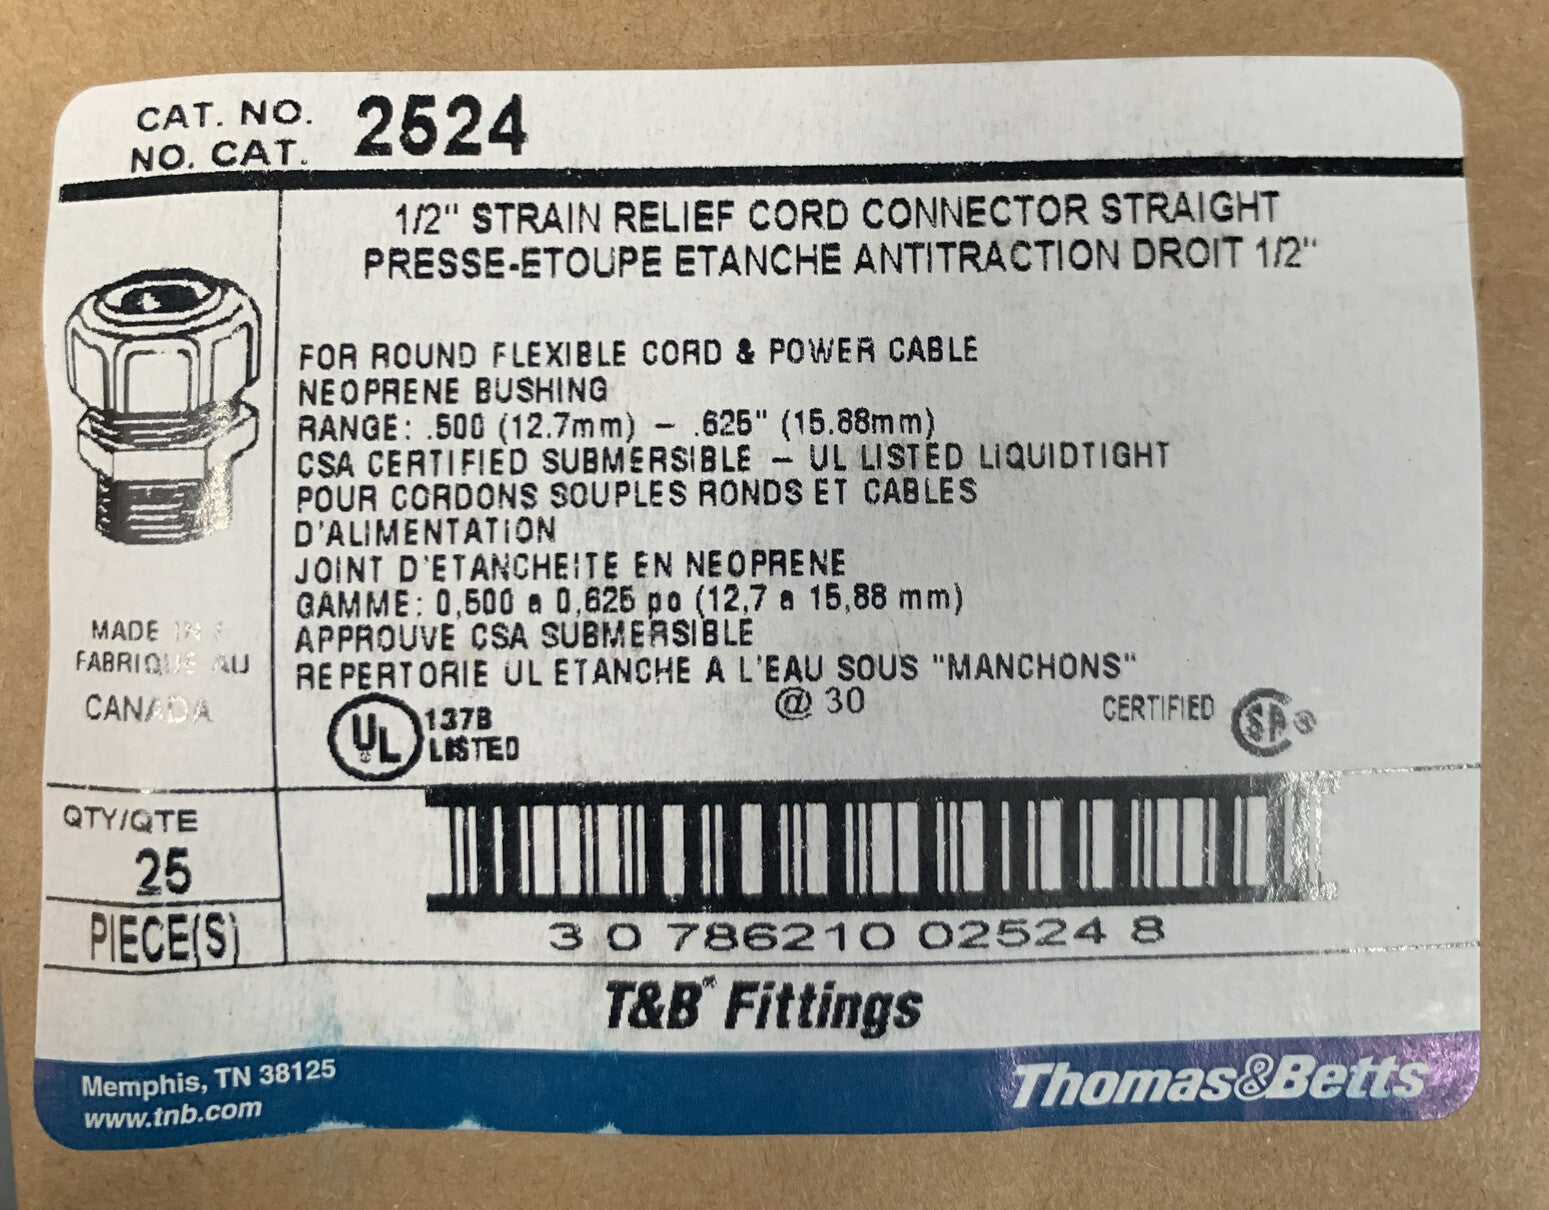 CAT. NO. 2524
NO. CAT.
1/2" STRAIN RELIEF CORD CONNECTOR STRAIGHT
PRESSE-ETOUPE ETANCHE ANTITRACTION DROIT 1/2"
FOR ROUND FLEXIBLE CORD & POWER CABLE
NEOPRENE BUSHING
RANGE: .500 (12.7mm) – .625" (15.88mm)
CSA CERTIFIED SUBMERSIBLE – UL LISTED LIQUIDTIGHT
POUR CORDONS SOUPLES RONDS ET CABLES
D'ALIMENTATION
JOINT D'ETANCHEITE EN NEOPRENE
GAMME: 0,500 a 0,625 po (12,7 a 15,88 mm)
APPROUVE CSA SUBMERSIBLE
REPERTORIE UL ETANCHE A L'EAU SOUS "MANCHONS"
@ 30
MADE IN /
FABRIQUE AU
CANADA
UL 137B
LISTED
CERTIFIED SA ®
QTY/QTE
25
PIECE(S)
3 0 786210 02524 8
T&B* Fittings
Memphis, TN 38125
www.tnb.com
Thomas&Betts